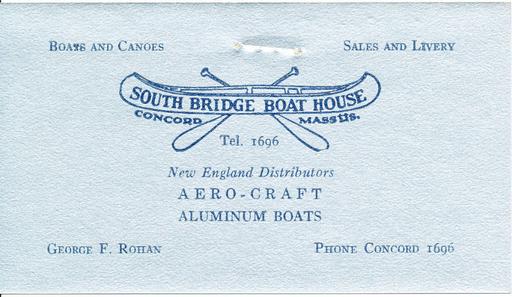 Boats and Canoes
Sales and Livery
SOUTH BRIDGE BOAT HOUSE
CONCORD MASSUS.
Tel. 1696
New England Distributors
AERO-CRAFT
ALUMINUM BOATS
George F. Rohan
Phone Concord 1696